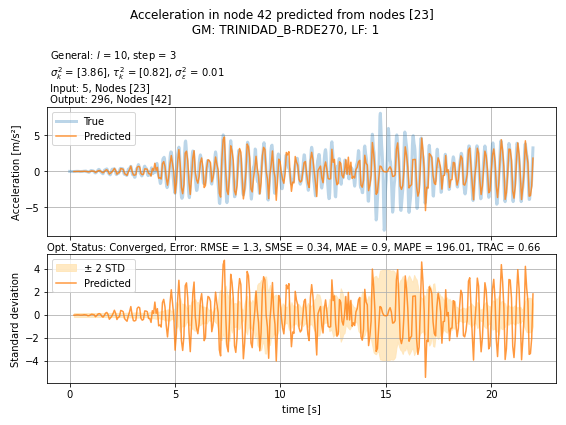 Acceleration in node 42 predicted from nodes [23]
GM: TRINIDAD_B-RDE270, LF: 1
General: l = 10, step = 3
σ²ₖ = [3.86], τ²ₖ = [0.82], σ²ε = 0.01
Input: 5, Nodes [23]
Output: 296, Nodes [42]
True
Predicted
Acceleration [m/s²]
5
0
−5
Opt. Status: Converged, Error: RMSE = 1.3, SMSE = 0.34, MAE = 0.9, MAPE = 196.01, TRAC = 0.66
± 2 STD
Predicted
Standard deviation
4
2
0
−2
−4
0 5 10 15 20
time [s]